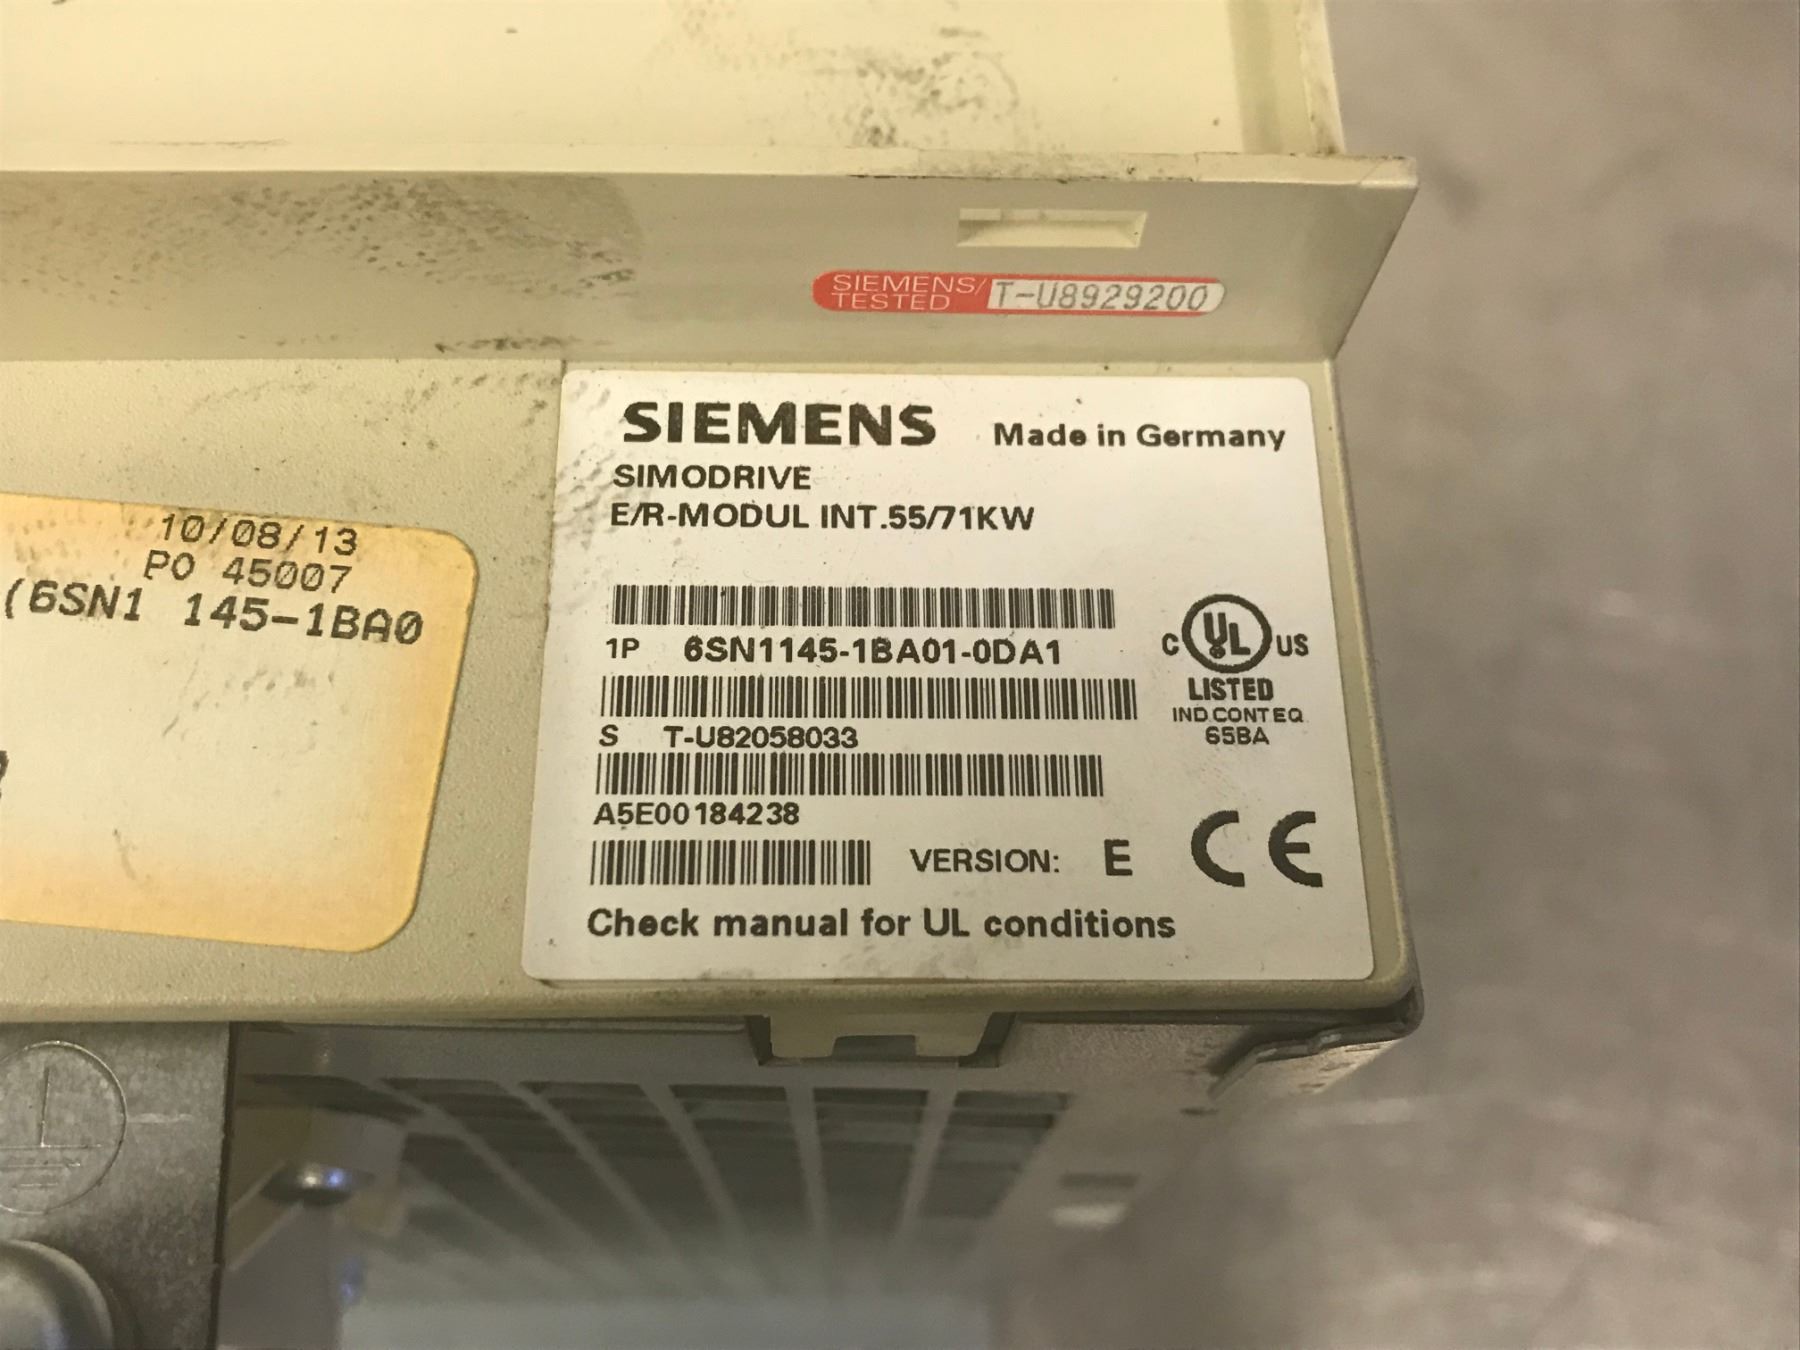 SIEMENS/
TESTED T-U8929200
SIEMENS Made in Germany
SIMODRIVE
E/R-MODUL INT.55/71KW
1P 6SN1145-1BA01-0DA1
S T-U82058033
A5E00184238
VERSION: E
Check manual for UL conditions
C UL US
LISTED
IND.CONT.EQ.
65BA
CE
10/08/13
PO 45007
(6SN1 145-1BA0